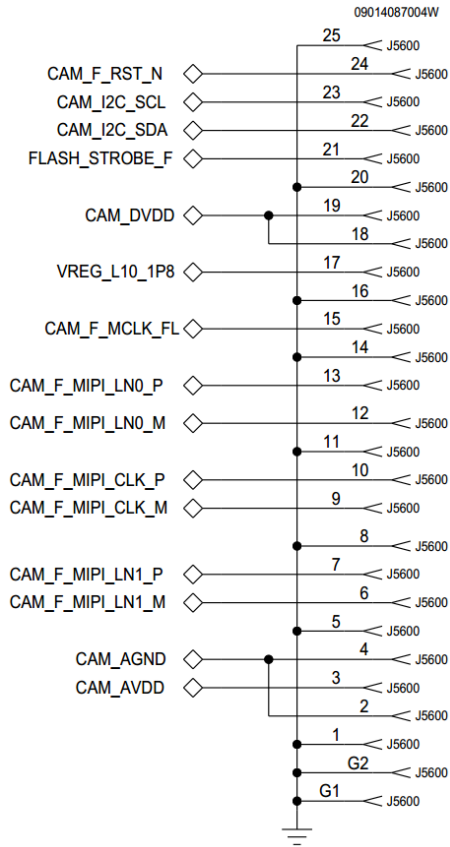 09014087004W
25 J5600
CAM_F_RST_N 24 J5600
CAM_I2C_SCL 23 J5600
CAM_I2C_SDA 22 J5600
FLASH_STROBE_F 21 J5600
20 J5600
CAM_DVDD 19 J5600
18 J5600
VREG_L10_1P8 17 J5600
16 J5600
CAM_F_MCLK_FL 15 J5600
14 J5600
CAM_F_MIPI_LN0_P 13 J5600
CAM_F_MIPI_LN0_M 12 J5600
11 J5600
CAM_F_MIPI_CLK_P 10 J5600
CAM_F_MIPI_CLK_M 9 J5600
8 J5600
CAM_F_MIPI_LN1_P 7 J5600
CAM_F_MIPI_LN1_M 6 J5600
5 J5600
CAM_AGND 4 J5600
CAM_AVDD 3 J5600
2 J5600
1 J5600
G2 J5600
G1 J5600